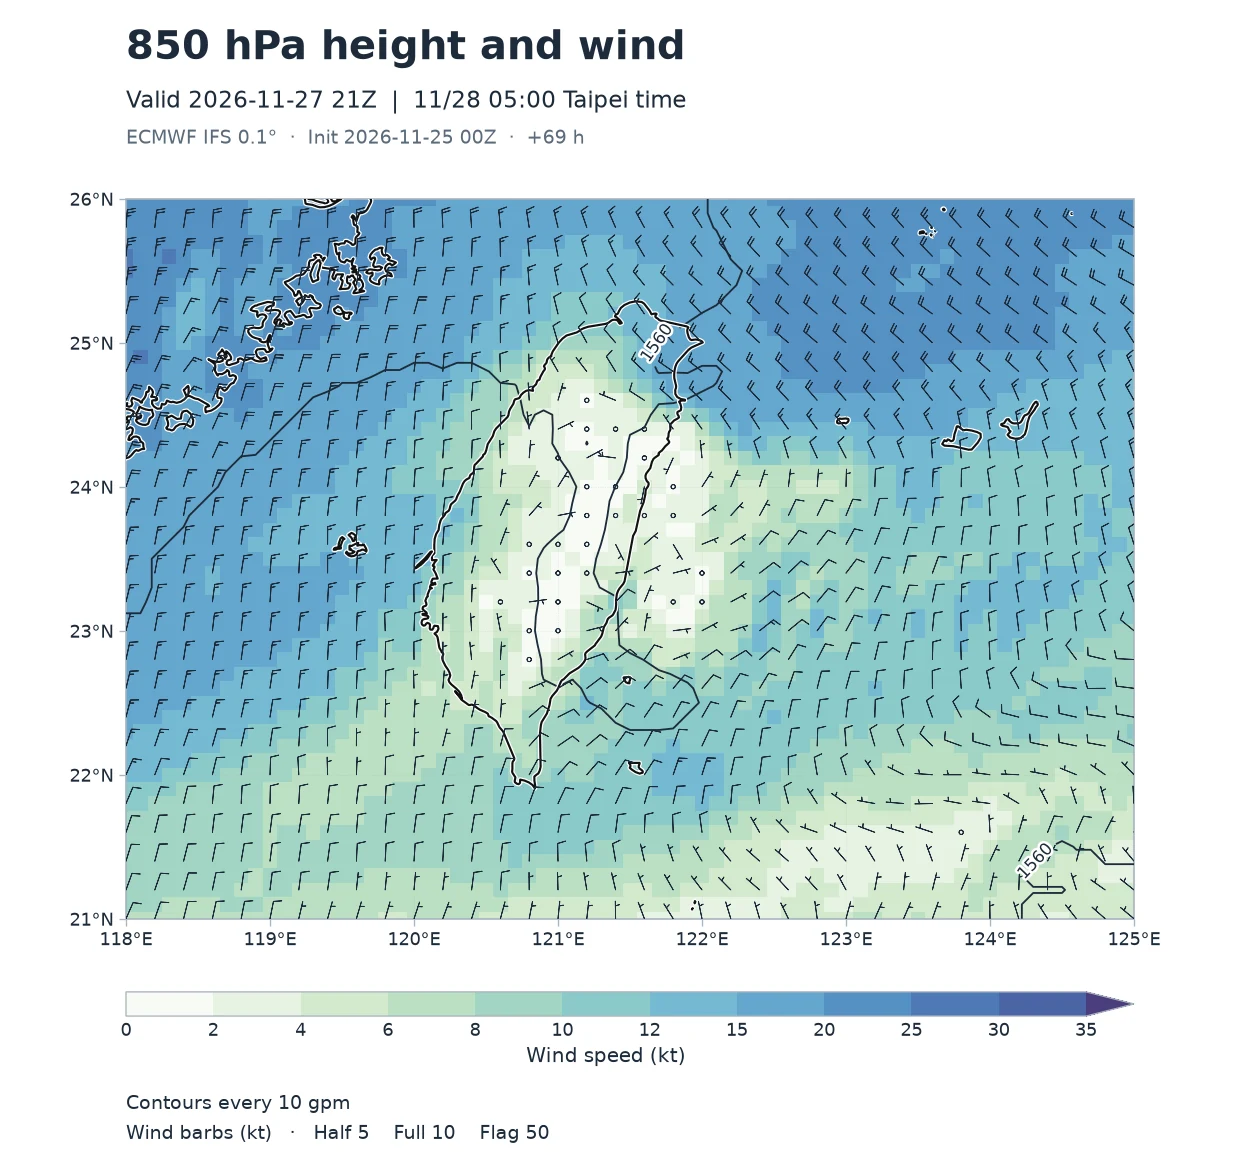 850 hPa height and wind
Valid 2026-11-27 21Z | 11/28 05:00 Taipei time
ECMWF IFS 0.1° · Init 2026-11-25 00Z · +69 h
26°N
25°N
24°N
23°N
22°N
21°N
1560
1560
118°E 119°E 120°E 121°E 122°E 123°E 124°E 125°E
0 2 4 6 8 10 12 15 20 25 30 35
Wind speed (kt)
Contours every 10 gpm
Wind barbs (kt) · Half 5 Full 10 Flag 50